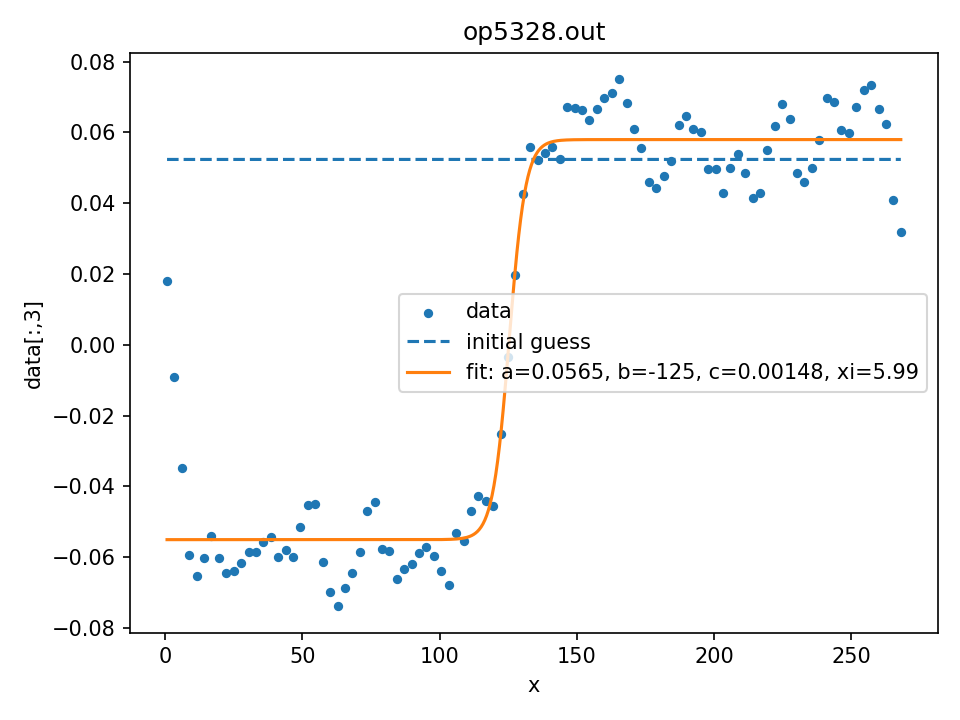 op5328.out
0.08
0.06
0.04
0.02
0.00
−0.02
−0.04
−0.06
−0.08
data[:,3]
data
initial guess
fit: a=0.0565, b=-125, c=0.00148, xi=5.99
0 50 100 150 200 250
x